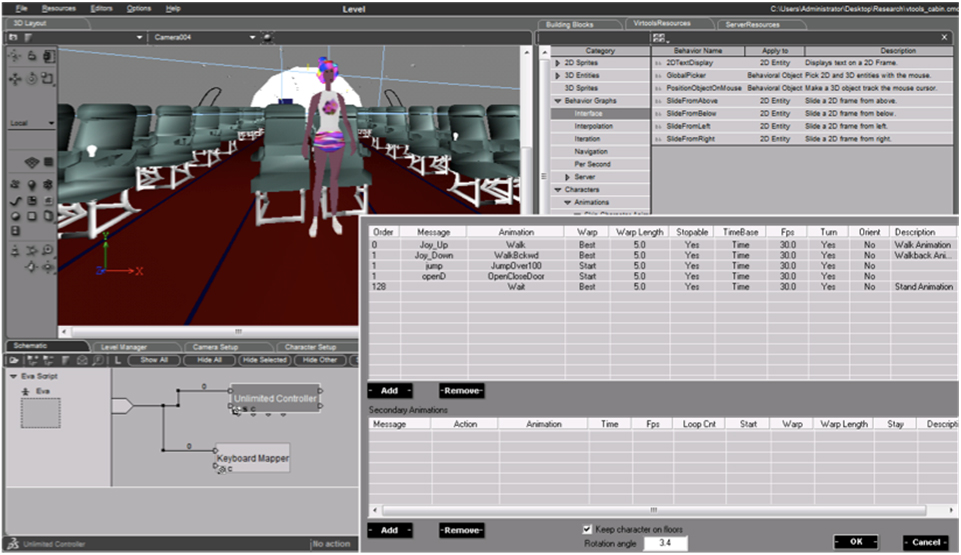 File Resources Editors Options Help Level C:\Users\Administrator\Desktop\Research\vtools_cabin.cmo
3D Layout Building Blocks VirtoolsResources ServerResources
Camera004 X
Category Behavior Name Apply to Description
2D Sprites 2DTextDisplay 2D Entity Displays text on a 2D Frame.
3D Entities GlobalPicker Behavioral Object Pick 2D and 3D entities with the mouse.
3D Sprites PositionObjectOnMouse Behavioral Object Make a 3D object track the mouse cursor.
Behavior Graphs SlideFromAbove 2D Entity Slide a 2D frame from above.
Interface SlideFromBelow 2D Entity Slide a 2D frame from below.
Local Interpolation SlideFromLeft 2D Entity Slide a 2D frame from left.
Iteration SlideFromRight 2D Entity Slide a 2D frame from right.
Navigation
Per Second
Server
Characters
Animations
Order Message Animation Warp Warp Length Stopable TimeBase Fps Turn Orient Description
0 Joy_Up Walk Best 5.0 Yes Time 30.0 Yes No Walk Animation
1 Joy_Down WalkBckwd Best 5.0 Yes Time 30.0 Yes No Walkback Ani...
1 jump JumpOver100 Start 5.0 Yes Time 30.0 Yes No
1 openD OpenCloseDoor Start 5.0 Yes Time 30.0 Yes No
128 Wait Best 5.0 Yes Time 30.0 Yes No Stand Animation
Y
Z X
Schematic Level Manager Camera Setup Character Setup
L Show All Hide All Hide Selected Hide Other
Eva Script
Eva
0
Unlimited Controller
a c
0
Keyboard Mapper
a c
Add Remove
Secondary Animations
Message Action Animation Time Fps Loop Cnt Start Warp Warp Length Stay Descripti
Add Remove
Keep character on floors
Rotation angle 3.4
OK Cancel
Unlimited Controller No action